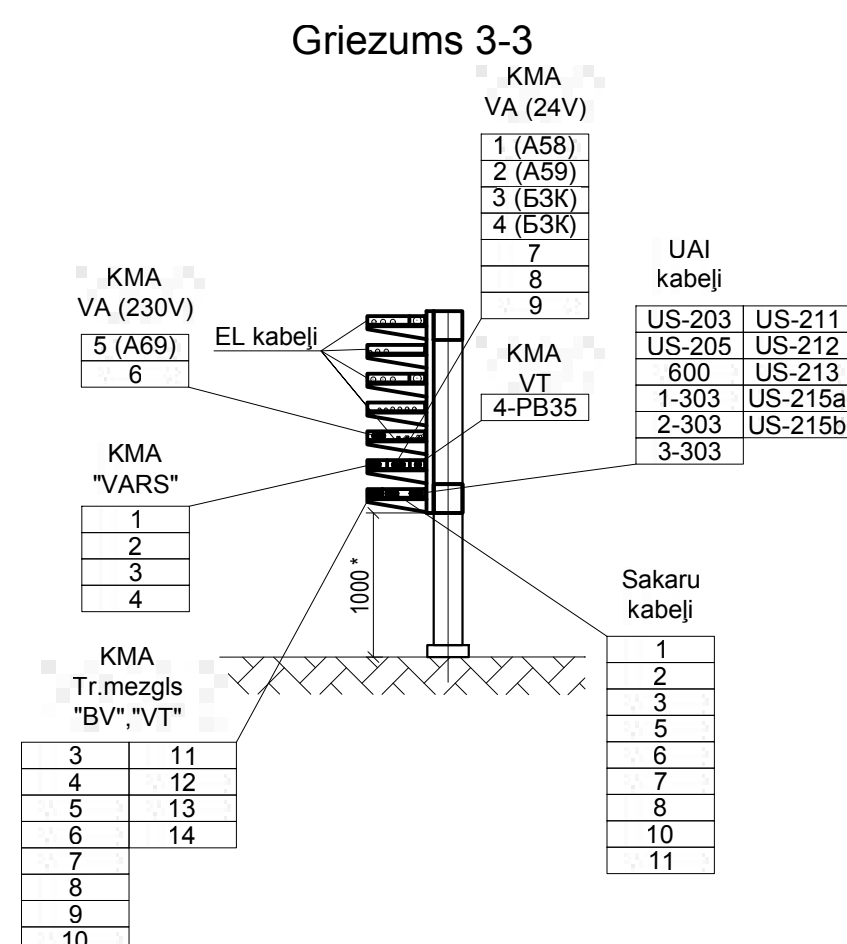 Griezums 3-3
KMA
VA (24V)
1 (A58)
2 (A59)
3 (БЗК)
4 (БЗК)
7
8
9
UAI
kabeļi
US-203 US-211
US-205 US-212
600 US-213
1-303 US-215a
2-303 US-215b
3-303
KMA
VA (230V)
5 (A69)
6
EL kabeļi
KMA
VT
4-PB35
KMA
"VARS"
1
2
3
4
1000*
Sakaru
kabeļi
1
2
3
5
6
7
8
10
11
KMA
Tr.mezgls
"BV","VT"
3 11
4 12
5 13
6 14
7
8
9
10